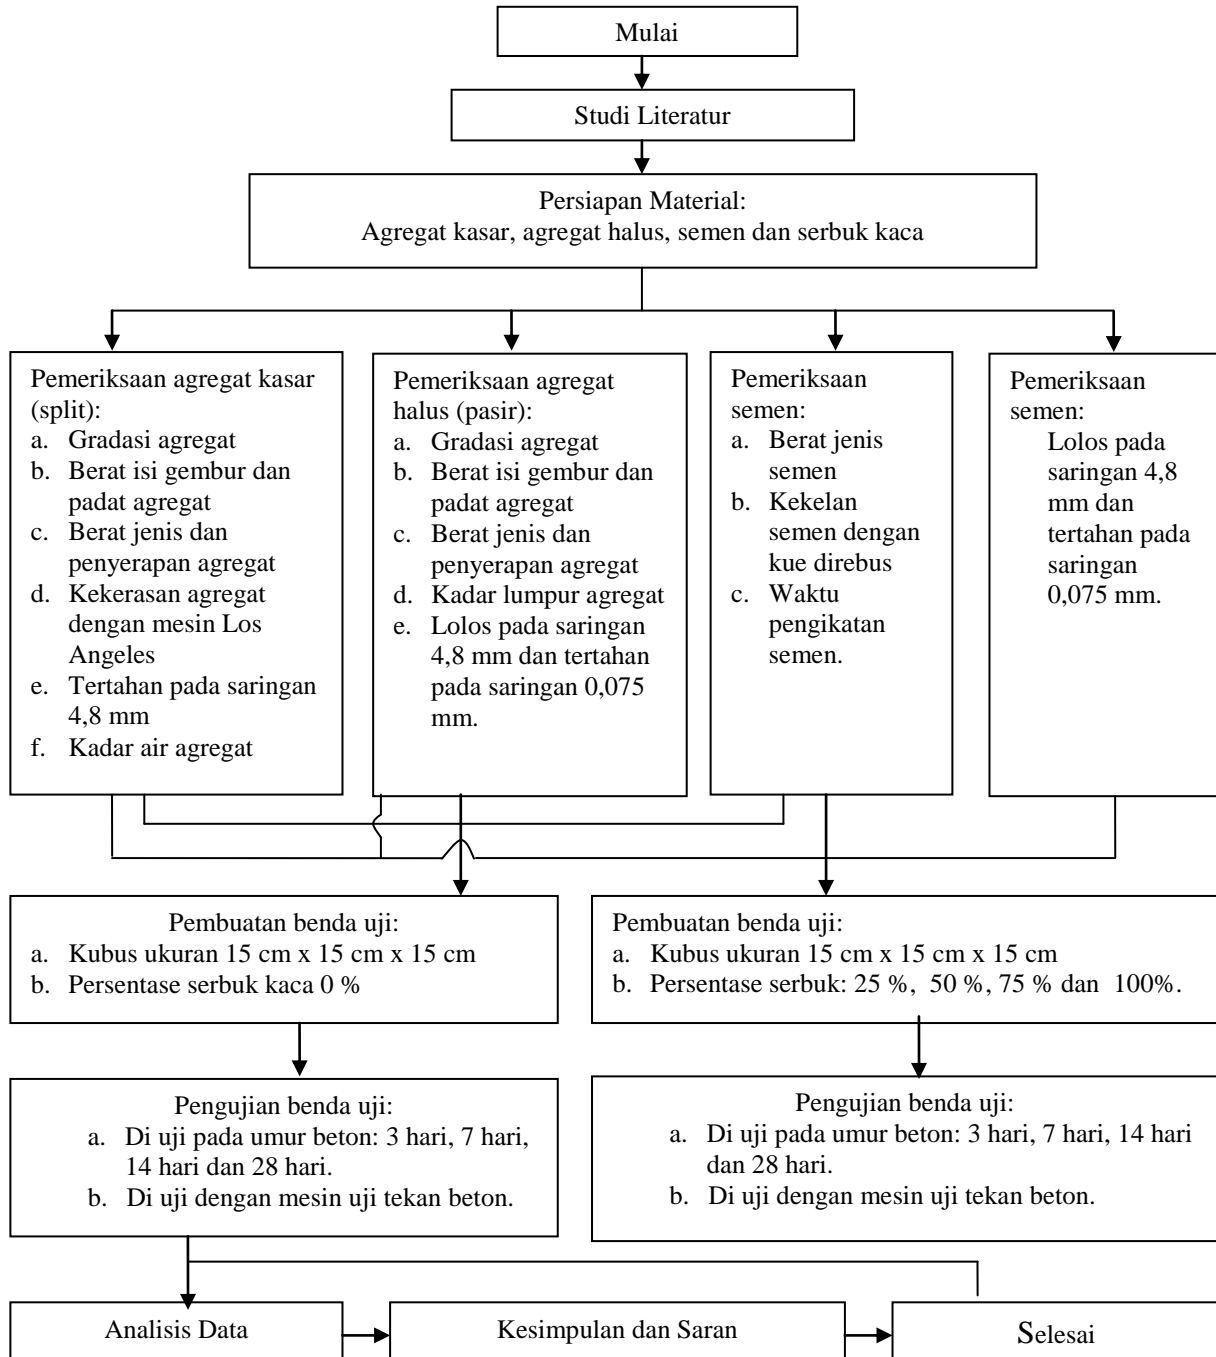 Mulai
Studi Literatur
Persiapan Material:
Agregat kasar, agregat halus, semen dan serbuk kaca
Pemeriksaan agregat kasar
(split):
a. Gradasi agregat
b. Berat isi gembur dan
padat agregat
c. Berat jenis dan
penyerapan agregat
d. Kekerasan agregat
dengan mesin Los
Angeles
e. Tertahan pada saringan
4,8 mm
f. Kadar air agregat
Pemeriksaan agregat
halus (pasir):
a. Gradasi agregat
b. Berat isi gembur dan
padat agregat
c. Berat jenis dan
penyerapan agregat
d. Kadar lumpur agregat
e. Lolos pada saringan
4,8 mm dan tertahan
pada saringan 0,075
mm.
Pemeriksaan
semen:
a. Berat jenis
semen
b. Kekelan
semen dengan
kue direbus
c. Waktu
pengikatan
semen.
Pemeriksaan
semen:
Lolos pada
saringan 4,8
mm dan
tertahan pada
saringan
0,075 mm.
Pembuatan benda uji:
a. Kubus ukuran 15 cm x 15 cm x 15 cm
b. Persentase serbuk kaca 0 %
Pembuatan benda uji:
a. Kubus ukuran 15 cm x 15 cm x 15 cm
b. Persentase serbuk: 25 %, 50 %, 75 % dan 100%.
Pengujian benda uji:
a. Di uji pada umur beton: 3 hari, 7 hari,
14 hari dan 28 hari.
b. Di uji dengan mesin uji tekan beton.
Pengujian benda uji:
a. Di uji pada umur beton: 3 hari, 7 hari, 14 hari
dan 28 hari.
b. Di uji dengan mesin uji tekan beton.
Analisis Data
Kesimpulan dan Saran
Selesai